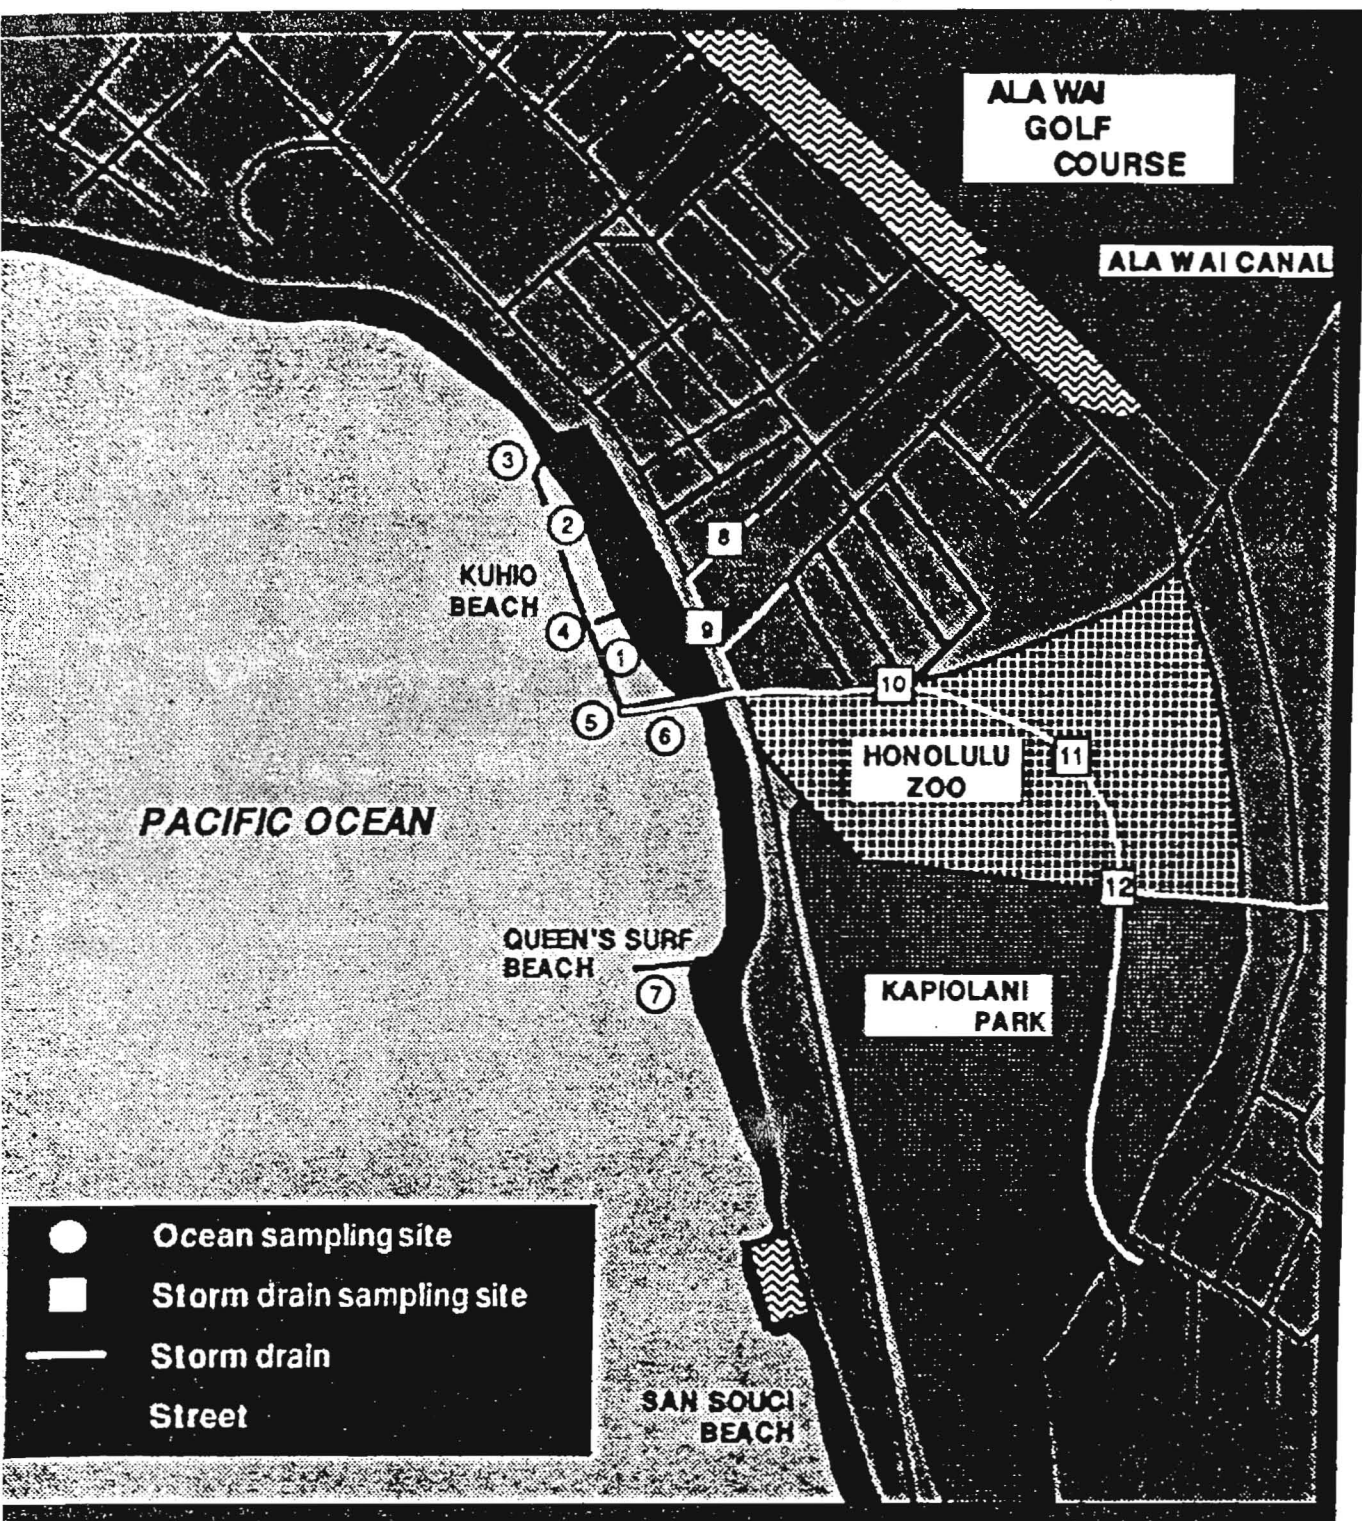 ALA WAI
GOLF
COURSE
ALA WAI CANAL
3
2
8
KUHIO
BEACH
4
9
1
10
5
6
11
HONOLULU
ZOO
PACIFIC OCEAN
12
QUEEN'S SURF
BEACH
7
KAPIOLANI
PARK
Ocean sampling site
Storm drain sampling site
Storm drain
Street
SAN SOUCI
BEACH